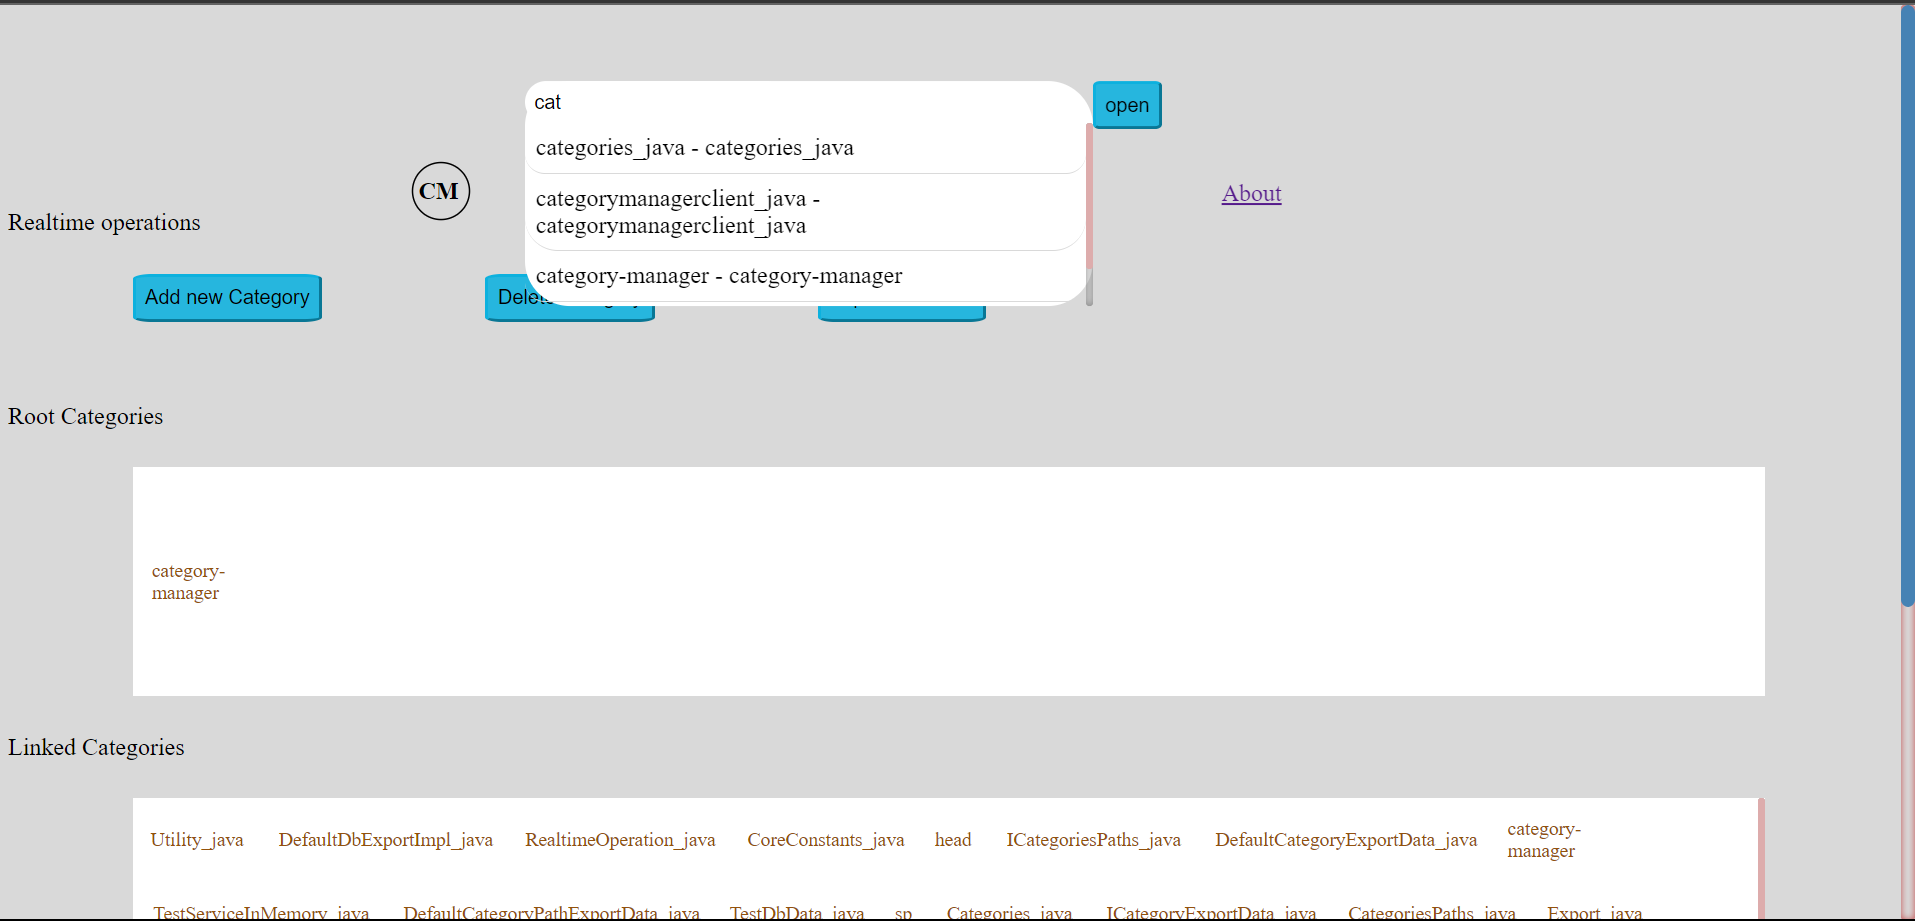 cat
open
categories_java - categories_java
categorymanagerclient_java -
categorymanagerclient_java
category-manager - category-manager
CM
About
Realtime operations
Add new Category
Root Categories
category-
manager
Linked Categories
Utility_java DefaultDbExportImpl_java RealtimeOperation_java CoreConstants_java head ICategoriesPaths_java DefaultCategoryExportData_java category-
manager
TestServiceInMemory_java DefaultCategoryPathExportData_java TestDbData_java sp Categories_java ICategoryExportData_java CategoriesPaths_java Export_java